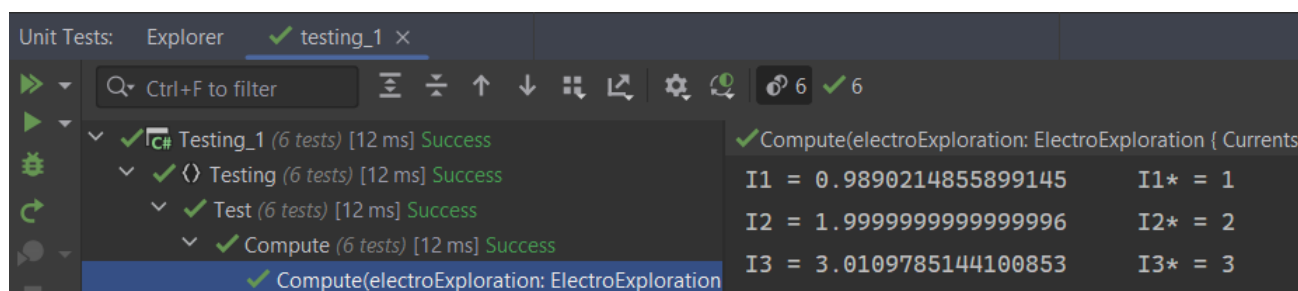 Unit Tests: Explorer testing_1
Ctrl+F to filter 6 6
C# Testing_1 (6 tests) [12 ms] Success
Testing (6 tests) [12 ms] Success
Test (6 tests) [12 ms] Success
Compute (6 tests) [12 ms] Success
Compute(electroExploration: ElectroExploration
Compute(electroExploration: ElectroExploration { Currents
I1 = 0.9890214855899145 I1* = 1
I2 = 1.9999999999999996 I2* = 2
I3 = 3.0109785144100853 I3* = 3